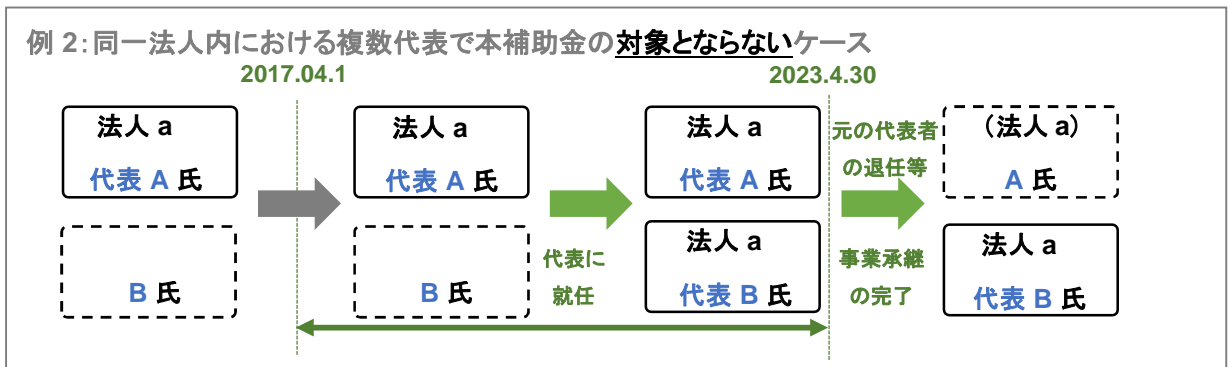 例 2：同一法人内における複数代表で本補助金の対象とならないケース
2017.04.1
2023.4.30
法人 a
代表 A 氏
B 氏
法人 a
代表 A 氏
B 氏
代表に
就任
法人 a
代表 A 氏
法人 a
代表 B 氏
元の代表者
の退任等
事業承継
の完了
（法人 a）
A 氏
法人 a
代表 B 氏